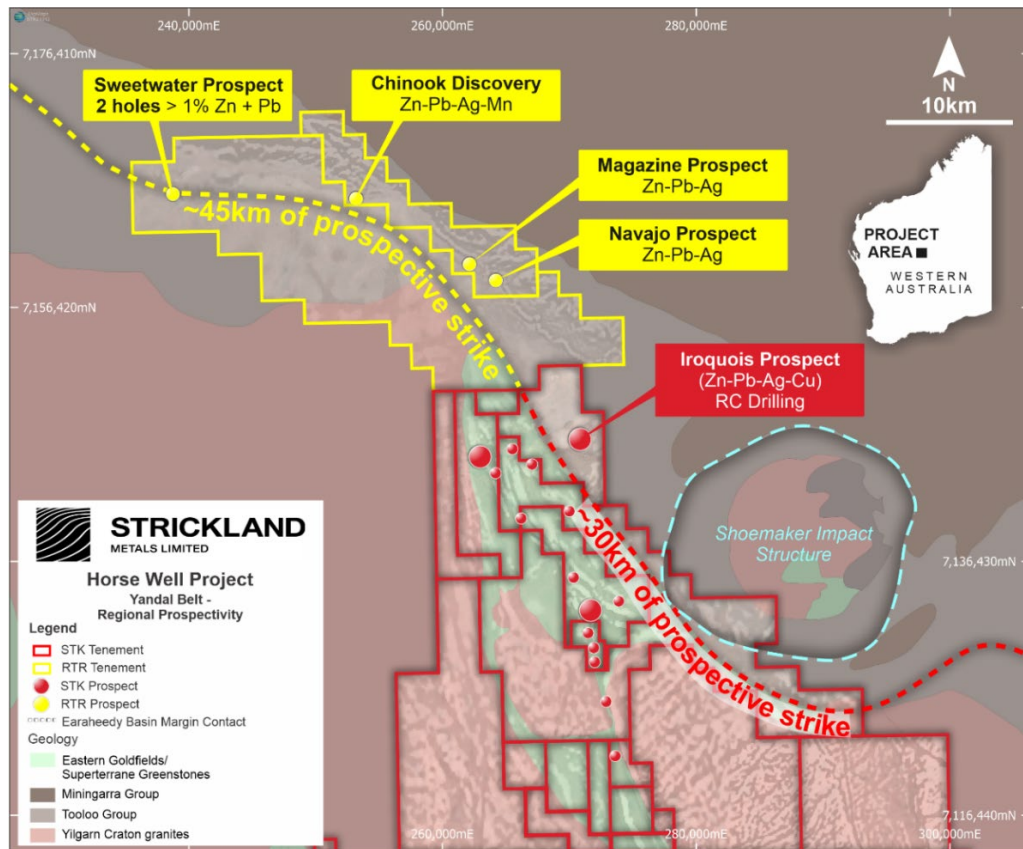 240,000mE
260,000mE
280,000mE
7,176,410mN
Sweetwater Prospect
2 holes > 1% Zn + Pb
Chinook Discovery
Zn-Pb-Ag-Mn
N
10km
Magazine Prospect
Zn-Pb-Ag
Navajo Prospect
Zn-Pb-Ag
~45km of prospective strike
PROJECT
AREA
WESTERN
AUSTRALIA
7,156,420mN
7,156,420mN
Iroquois Prospect
(Zn-Pb-Ag-Cu)
RC Drilling
~30km of prospective strike
Shoemaker Impact
Structure
7,136,430mN
STRICKLAND
METALS LIMITED
Horse Well Project
Yandal Belt -
Regional Prospectivity
Legend
STK Tenement
RTR Tenement
STK Prospect
RTR Prospect
Earaheedy Basin Margin Contact
Geology
Eastern Goldfields/
Superterrane Greenstones
Miningarra Group
Tooloo Group
Yilgarn Craton granites
7,116,440mN
260,000mE
280,000mE
300,000mE